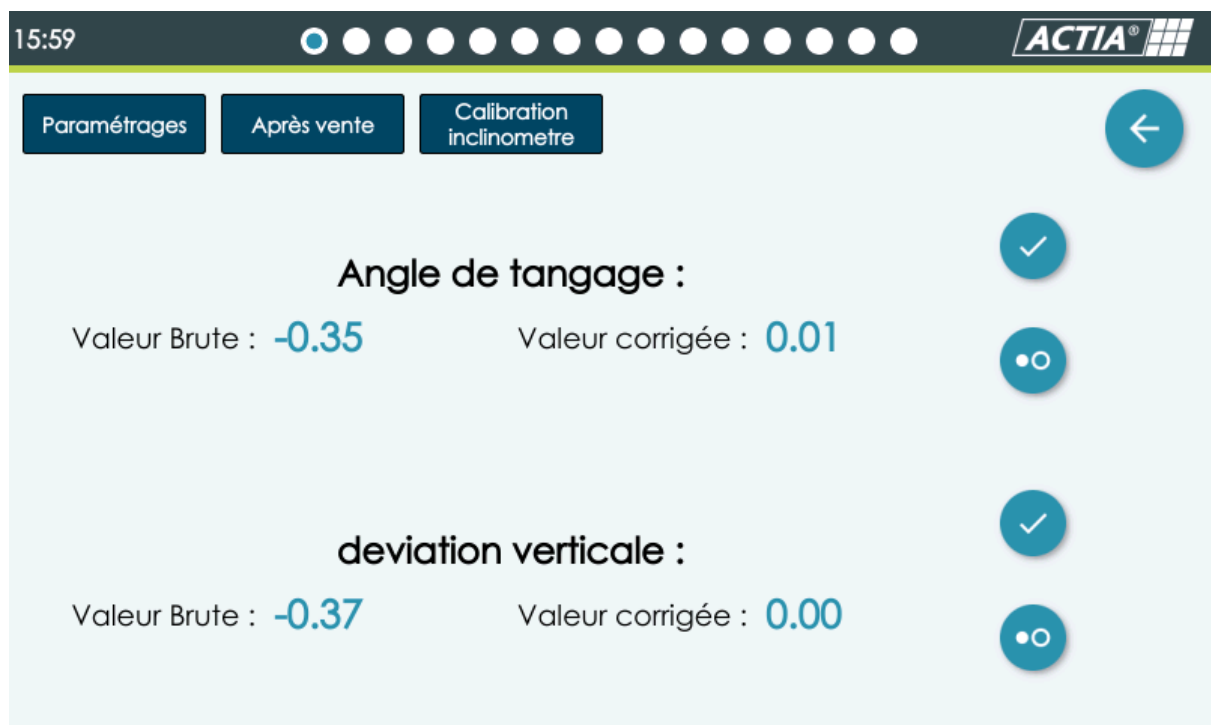 15:59
ACTIA®
Paramétrages
Après vente
Calibration
inclinometre
Angle de tangage :
Valeur Brute : -0.35 Valeur corrigée : 0.01
deviation verticale :
Valeur Brute : -0.37 Valeur corrigée : 0.00